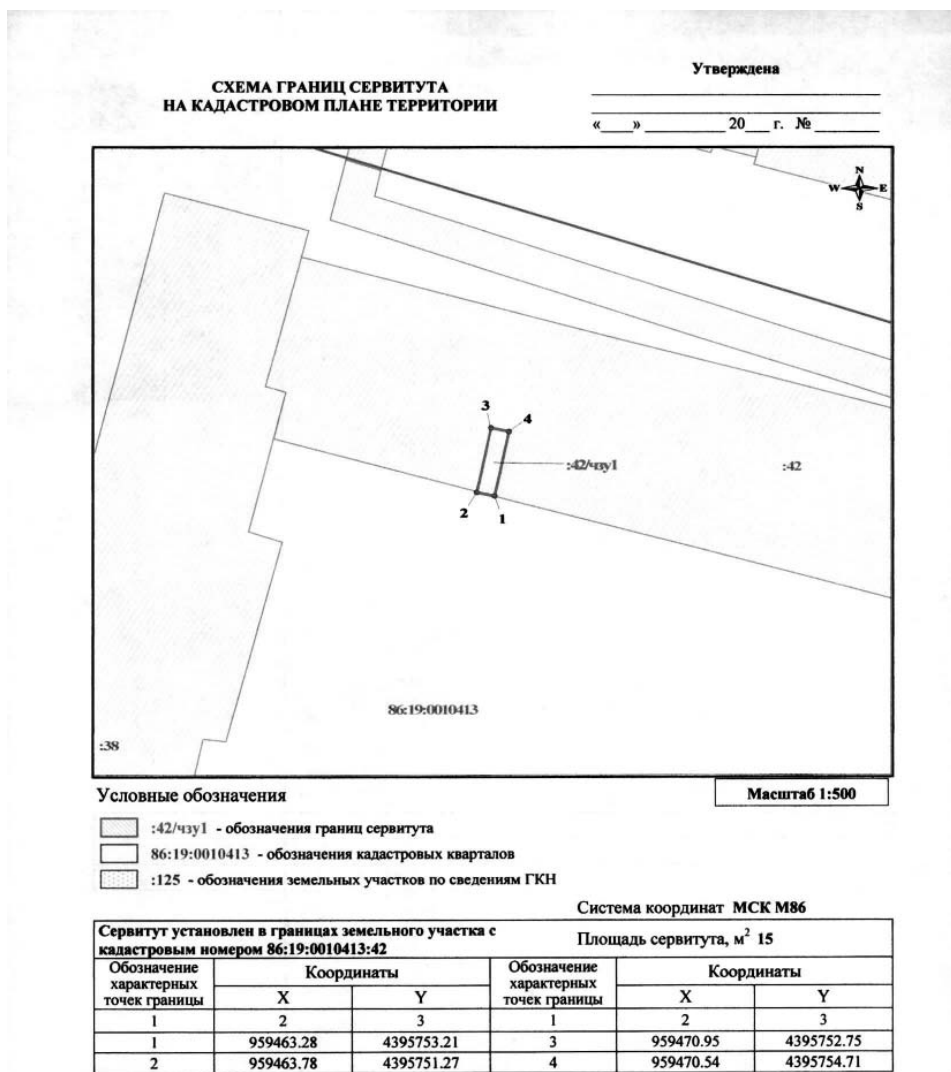 Утверждена
СХЕМА ГРАНИЦ СЕРВИТУТА
НА КАДАСТРОВОМ ПЛАНЕ ТЕРРИТОРИИ
«___» _________ 20___ г. № _______
N
W E
S
3
4
:42/чзу1
:42
2
1
86:19:0010413
:38
Условные обозначения
Масштаб 1:500
:42/чзу1 - обозначения границ сервитута
86:19:0010413 - обозначения кадастровых кварталов
:125 - обозначения земельных участков по сведениям ГКН
Система координат МСК М86
Сервитут установлен в границах земельного участка с
кадастровым номером 86:19:0010413:42
Площадь сервитута, м² 15
Обозначение
характерных
точек границы
Координаты
X Y
Обозначение
характерных
точек границы
Координаты
X Y
1 2 3 1 2 3
1 959463.28 4395753.21 3 959470.95 4395752.75
2 959463.78 4395751.27 4 959470.54 4395754.71